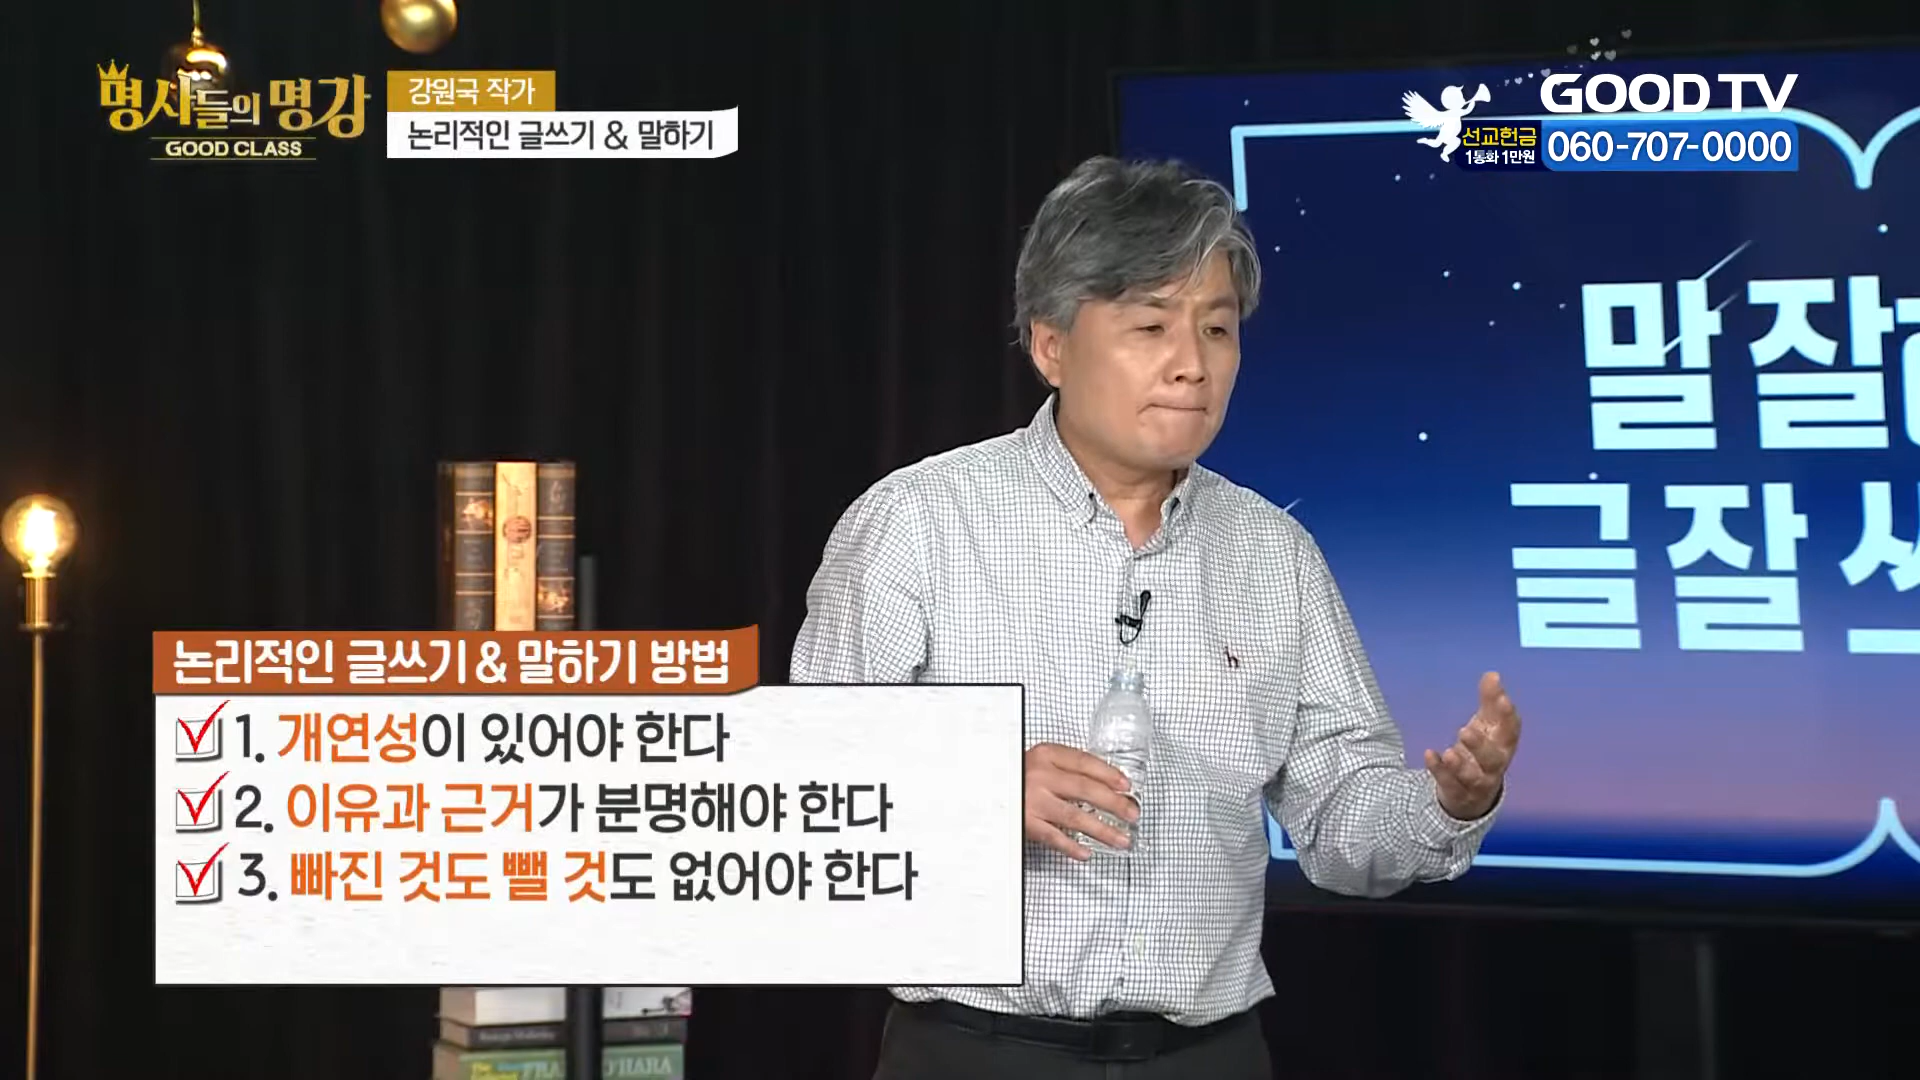 명사들의 명강
GOOD CLASS
강원국 작가
논리적인 글쓰기 & 말하기
GOOD TV
선교헌금
1통화 1만원
060-707-0000
말 잘
글 잘 쓰
논리적인 글쓰기 & 말하기 방법
1. 개연성이 있어야 한다
2. 이유과 근거가 분명해야 한다
3. 빠진 것도 뺄 것도 없어야 한다